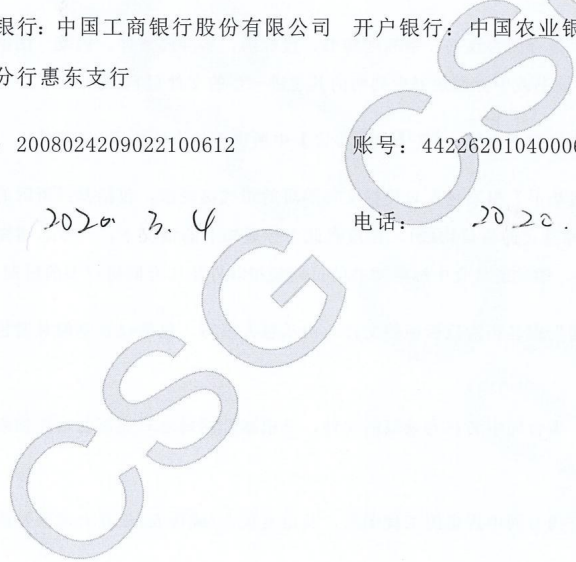 银行：中国工商银行股份有限公司 开户银行：中国农业银
分行惠东支行
2008024209022100612 账号：44226201040006
2020. 3. 4 电话： 2020.
CSG
CSG